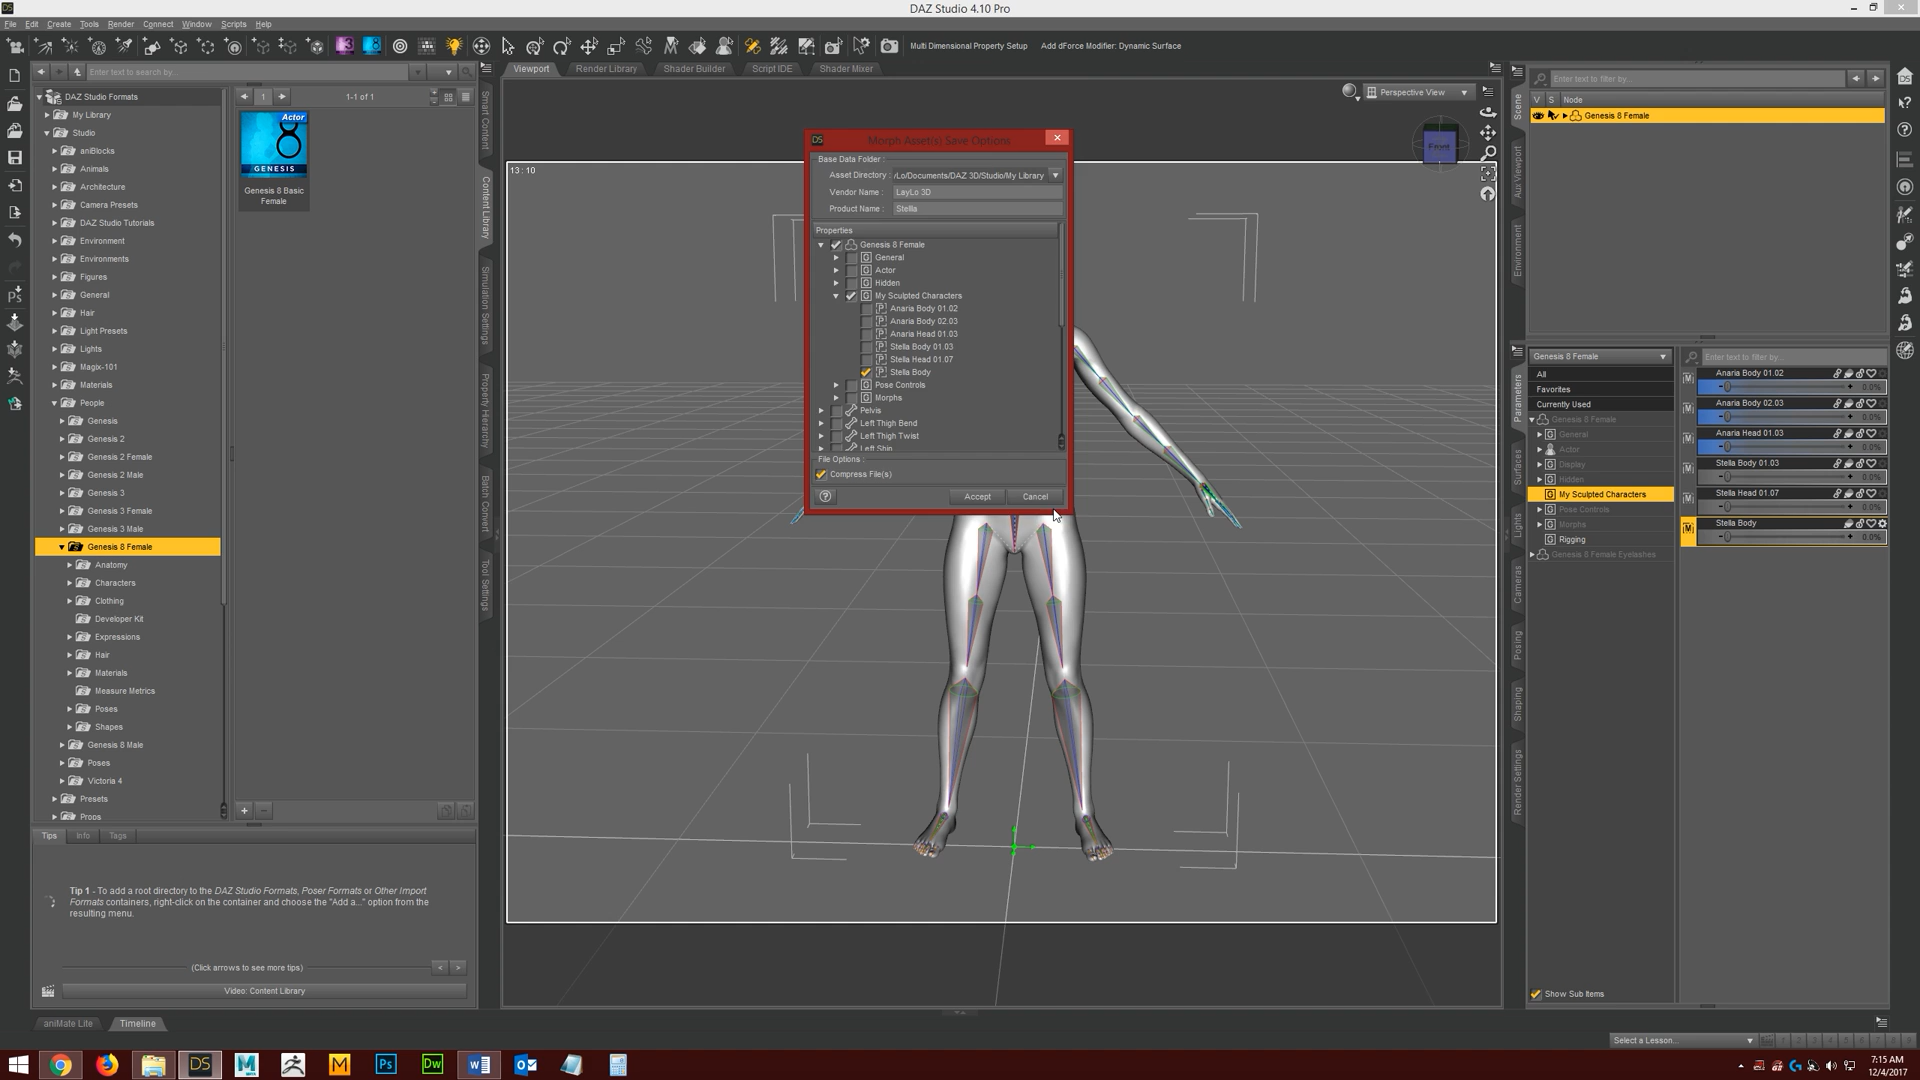 DAZ Studio 4.10 Pro
File Edit Create Tools Render Connect Window Scripts Help
Multi Dimensional Property Setup Add dForce Modifier: Dynamic Surface
Enter text to search by...
DAZ Studio Formats
My Library
Studio
aniBlocks
Animals
Architecture
Camera Presets
DAZ Studio Tutorials
Environment
Environments
Figures
General
Hair
Light Presets
Lights
Magix-101
Materials
People
Genesis
Genesis 2
Genesis 2 Female
Genesis 2 Male
Genesis 3
Genesis 3 Female
Genesis 3 Male
Genesis 8 Female
Anatomy
Characters
Clothing
Developer Kit
Expressions
Hair
Materials
Measure Metrics
Poses
Shapes
Genesis 8 Male
Poses
Victoria 4
Presets
Props
1
1-1 of 1
Actor
GENESIS
Genesis 8 Basic
Female
Smart Content
Content Library
Simulation Settings
Property Hierarchy
Batch Convert
Tool Settings
Tips Info Tags
Tip 1 - To add a root directory to the DAZ Studio Formats, Poser Formats or Other Import
Formats containers, right-click on the container and choose the "Add a..." option from the
resulting menu.
(Click arrows to see more tips)
< >
Video: Content Library
aniMate Lite Timeline
Viewport Render Library Shader Builder Script IDE Shader Mixer
Perspective View
Front
13 : 10
Morph Asset(s) Save Options
Base Data Folder :
Asset Directory : /Lo/Documents/DAZ 3D/Studio/My Library
Vendor Name : LayLo 3D
Product Name : Stellla
Properties
Genesis 8 Female
General
Actor
Hidden
My Sculpted Characters
Anaria Body 01.02
Anaria Body 02.03
Anaria Head 01.03
Stella Body 01.03
Stella Head 01.07
Stella Body
Pose Controls
Morphs
Pelvis
Left Thigh Bend
Left Thigh Twist
Left Shin
File Options :
Compress File(s)
Accept Cancel
Scene
Aux Viewport
Environment
Enter text to filter by...
V S Node
Genesis 8 Female
Parameters
Surfaces
Lights
Cameras
Posing
Shaping
Render Settings
Genesis 8 Female
All
Favorites
Currently Used
Genesis 8 Female
General
Actor
Display
Hidden
My Sculpted Characters
Pose Controls
Morphs
Rigging
Genesis 8 Female Eyelashes
Show Sub Items
Enter text to filter by...
Anaria Body 01.02
0.0%
Anaria Body 02.03
0.0%
Anaria Head 01.03
0.0%
Stella Body 01.03
0.0%
Stella Head 01.07
0.0%
Stella Body
0.0%
Select a Lesson...
7:15 AM
12/4/2017